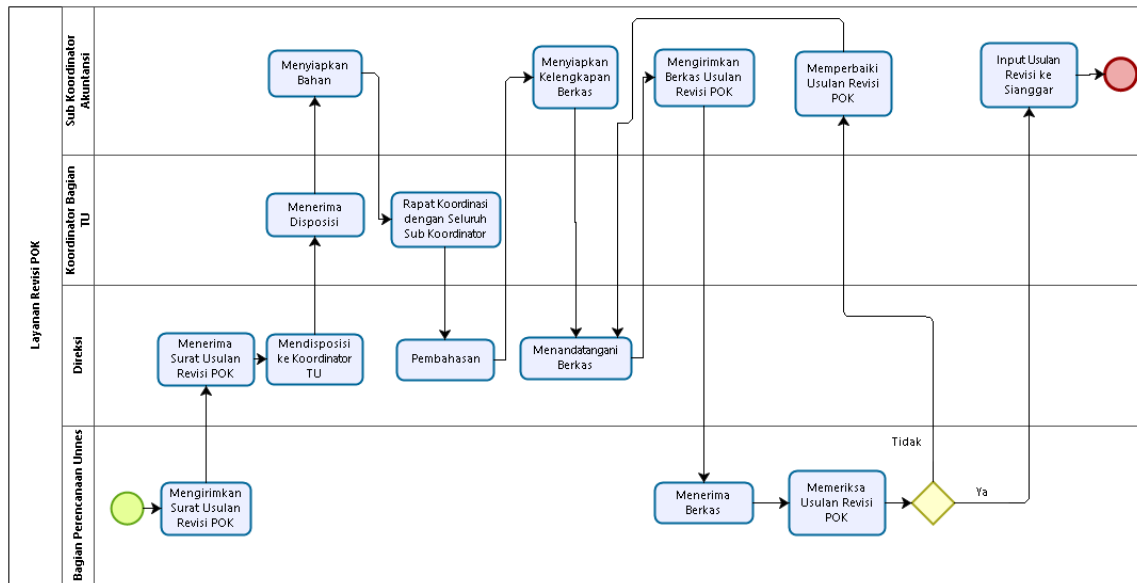 Layanan Revisi POK
Sub Koordinator
Akuntansi
Menyiapkan
Bahan
Menyiapkan
Kelengkapan
Berkas
Mengirimkan
Berkas Usulan
Revisi POK
Memperbaiki
Usulan Revisi
POK
Input Usulan
Revisi ke
Sianggar
Koordinator Bagian
TU
Menerima
Disposisi
Rapat Koordinasi
dengan Seluruh
Sub Koordinator
Direksi
Menerima
Surat Usulan
Revisi POK
Mendisposisi
ke Koordinator
TU
Pembahasan
Menandatangani
Berkas
Bagian Perencanaan Unnes
Mengirimkan
Surat Usulan
Revisi POK
Menerima
Berkas
Memeriksa
Usulan Revisi
POK
Tidak
Ya